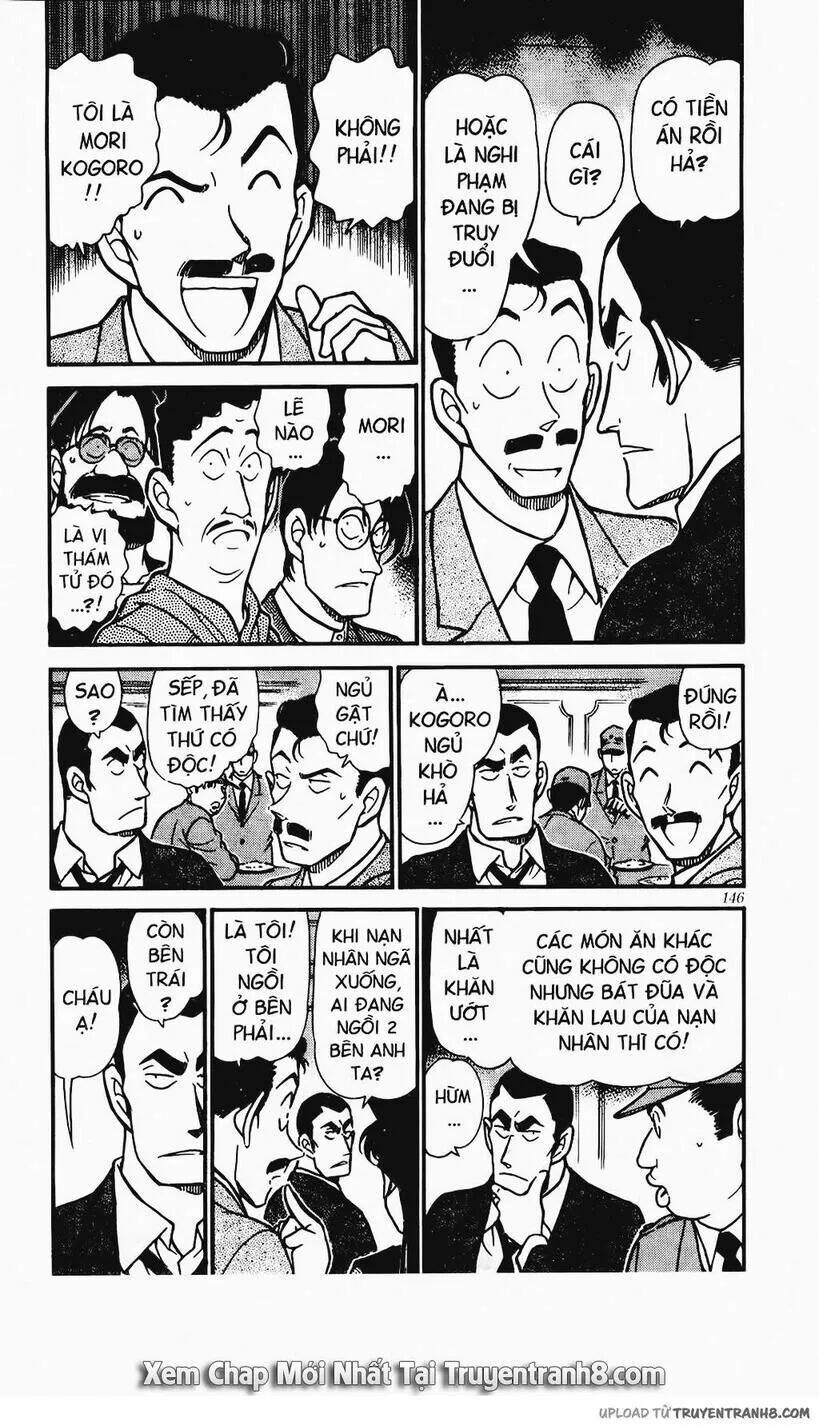 CÓ TIỀN
ÁN RỒI
HẢ?
CÁI
GÌ?
HOẶC
LÀ NGHI
PHẠM
ĐANG BỊ
TRUY
ĐUỔI
...
KHÔNG
PHẢI!!
TÔI LÀ
MORI
KOGORO
!!
MORI
...
LẼ
NÀO
...
LÀ VỊ
THÁM
TỬ ĐÓ
...?!
ĐÚNG
RỒI!
À...
KOGORO
NGỦ
KHÒ
HẢ
...
NGỦ
GẬT
CHỨ!
SẾP, ĐÃ
TÌM THẤY
THỨ CÓ
ĐỘC!
SAO
?
146
CÁC MÓN ĂN KHÁC
CŨNG KHÔNG CÓ ĐỘC
NHƯNG BÁT ĐŨA VÀ
KHĂN LAU CỦA NẠN
NHÂN THÌ CÓ!
NHẤT
LÀ
KHĂN
ƯỚT
...
HỪM
...
KHI NẠN
NHÂN NGÃ
XUỐNG,
AI ĐANG
NGỒI 2
BÊN ANH
TA?
LÀ TÔI!
TÔI
NGỒI
Ở BÊN
PHẢI...
CÒN
BÊN
TRÁI
?
CHÁU
Ạ!
Xem Chap Mới Nhất Tại Truyentranh8.com
UPLOAD TỪ TRUYENTRANH8.COM